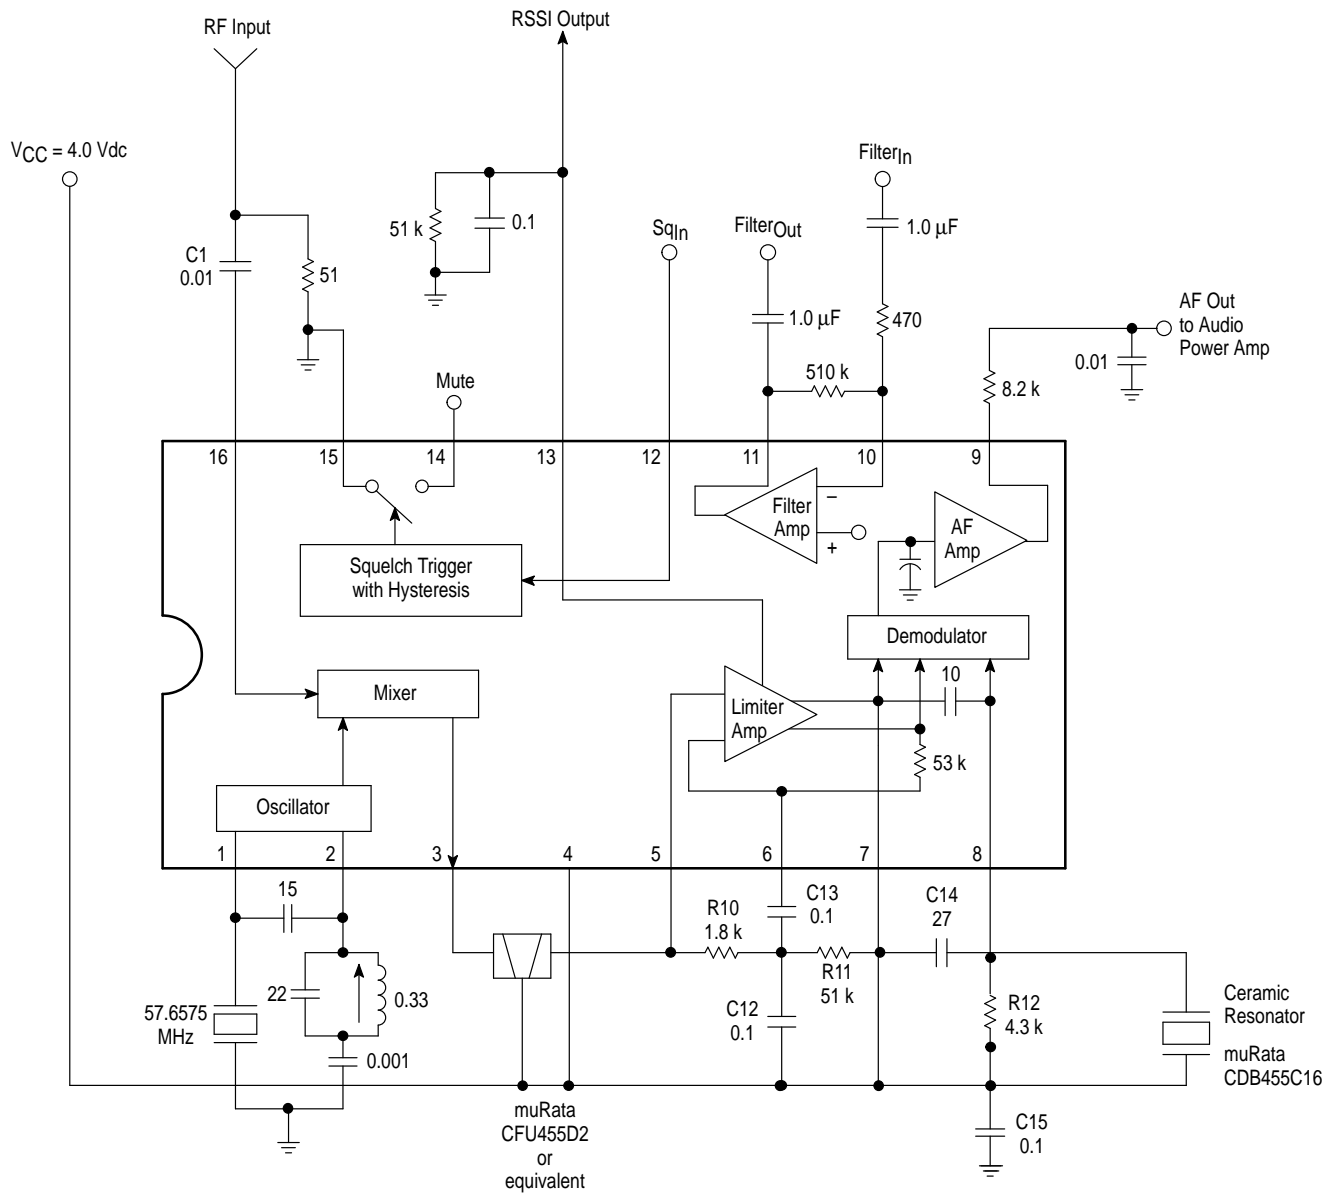 RF Input
RSSI Output
VCC = 4.0 Vdc
C1
0.01
51
51 k
0.1
SqIn
FilterOut
FilterIn
1.0 µF
1.0 µF
470
510 k
AF Out
to Audio
Power Amp
0.01
8.2 k
Mute
16
15
14
13
12
11
10
9
Filter
Amp
–
+
AF
Amp
Squelch Trigger
with Hysteresis
Demodulator
10
Mixer
Limiter
Amp
53 k
Oscillator
1
2
3
4
5
6
7
8
15
22
0.33
57.6575
MHz
0.001
R10
1.8 k
C13
0.1
C14
27
R11
51 k
C12
0.1
R12
4.3 k
Ceramic
Resonator
muRata
CDB455C16
muRata
CFU455D2
or
equivalent
C15
0.1